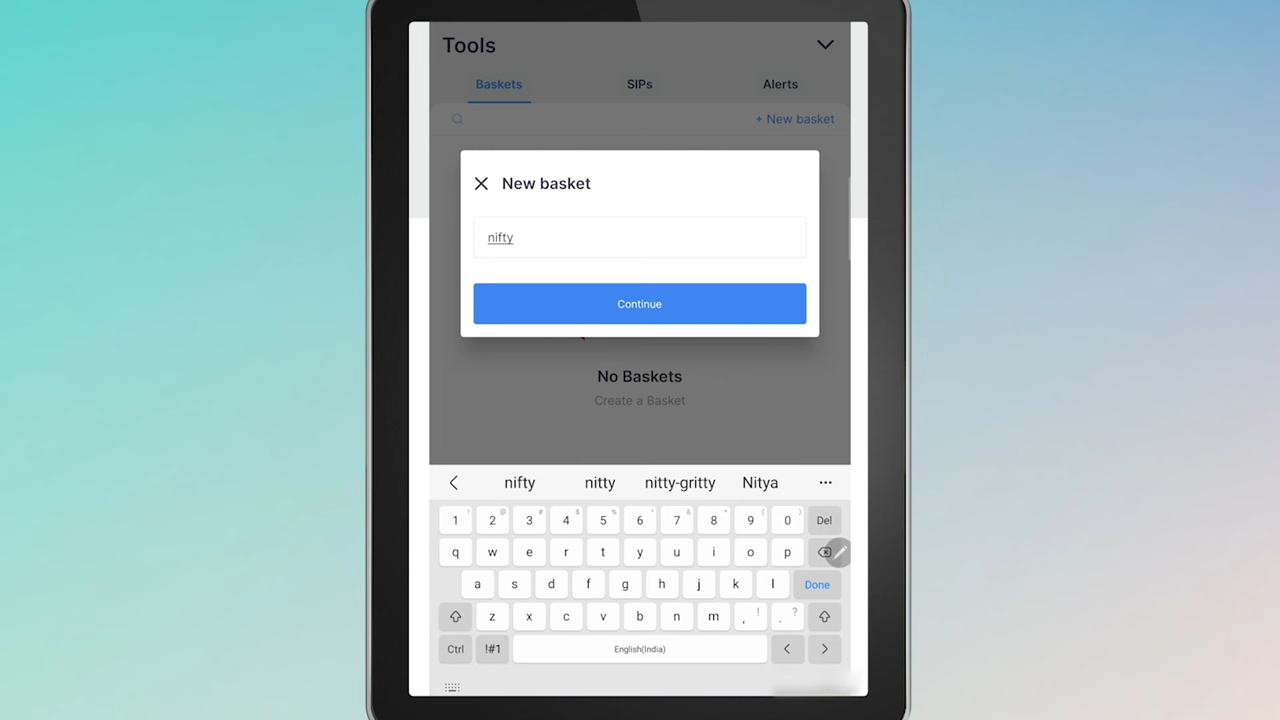 Tools
Baskets SIPs Alerts
+ New basket
New basket
nifty
Continue
No Baskets
Create a Basket
nifty nitty nitty-gritty Nitya ...
1 ! 2 @ 3 # 4 $ 5 % 6 ^ 7 & 8 * 9 ( 0 ) Del
q w e r t y u i o p
a s d f g h j k l Done
z x c v b n m , ! . ?
Ctrl !#1 English(India) < >